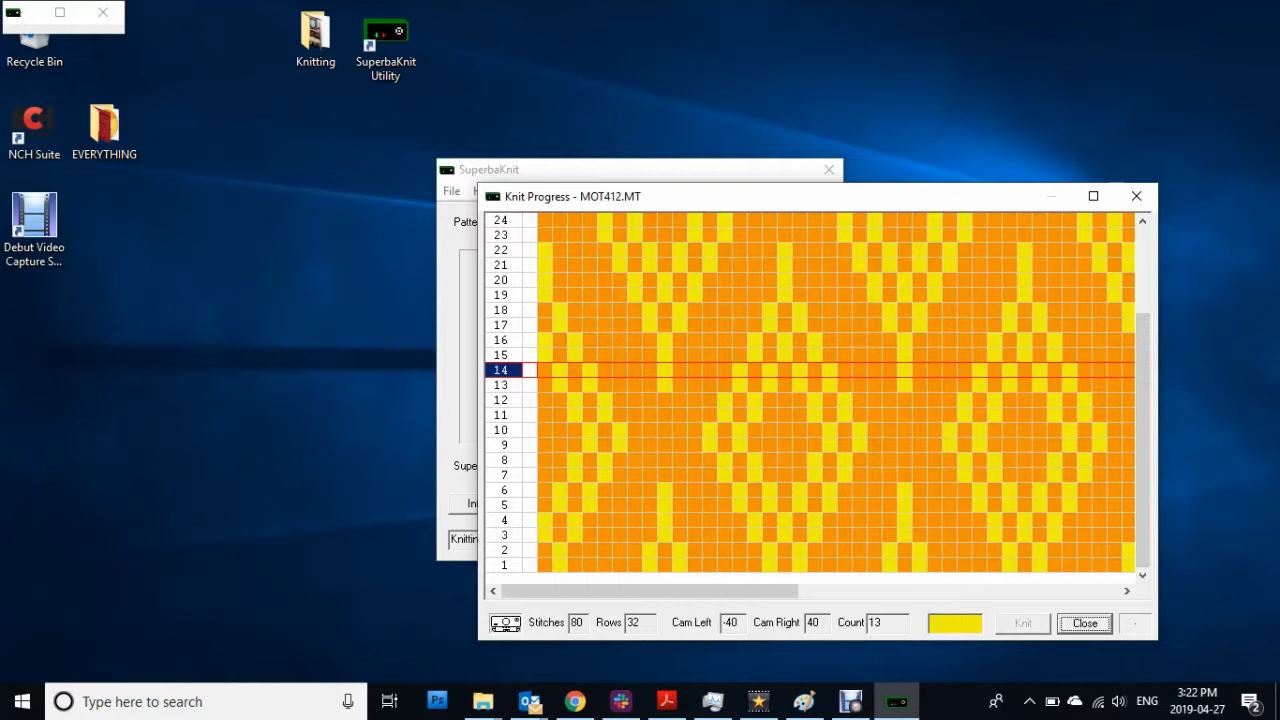 Recycle Bin
Knitting
SuperbaKnit
Utility
NCH Suite
EVERYTHING
Debut Video
Capture S...
SuperbaKnit
File
Patte
Supe
Knittin
Knit Progress - MOT412.MT
24
23
22
21
20
19
18
17
16
15
14
13
12
11
10
9
8
7
6
5
4
3
2
1
Stitches 80 Rows 32 Cam Left -40 Cam Right 40 Count 13 Knit Close
Type here to search
Ps
ENG
3:22 PM
2019-04-27
2